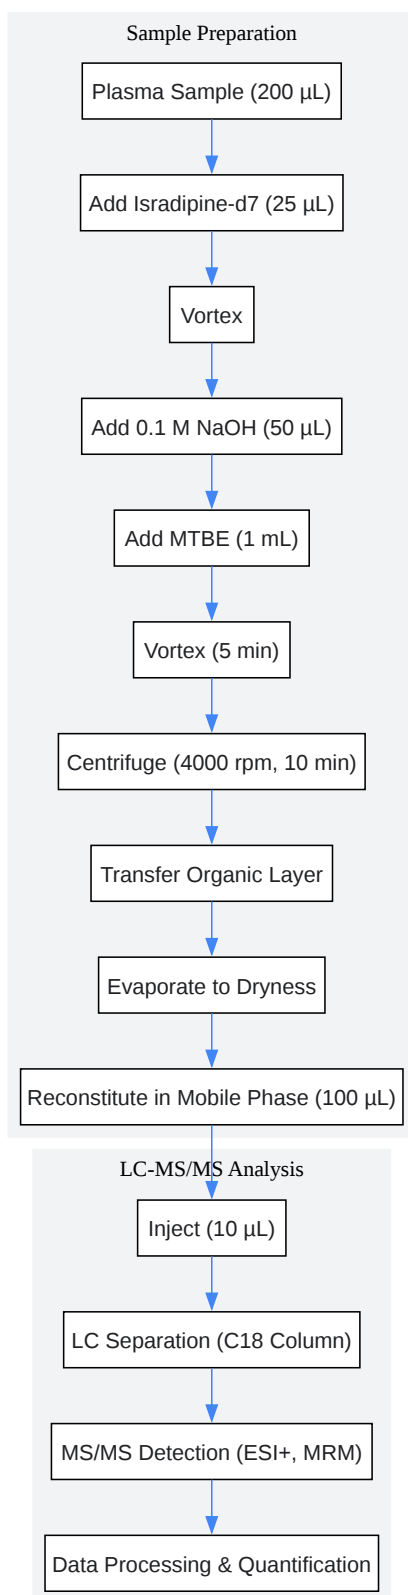 Sample Preparation
Plasma Sample (200 µL)
Add Isradipine-d7 (25 µL)
Vortex
Add 0.1 M NaOH (50 µL)
Add MTBE (1 mL)
Vortex (5 min)
Centrifuge (4000 rpm, 10 min)
Transfer Organic Layer
Evaporate to Dryness
Reconstitute in Mobile Phase (100 µL)
LC-MS/MS Analysis
Inject (10 µL)
LC Separation (C18 Column)
MS/MS Detection (ESI+, MRM)
Data Processing & Quantification